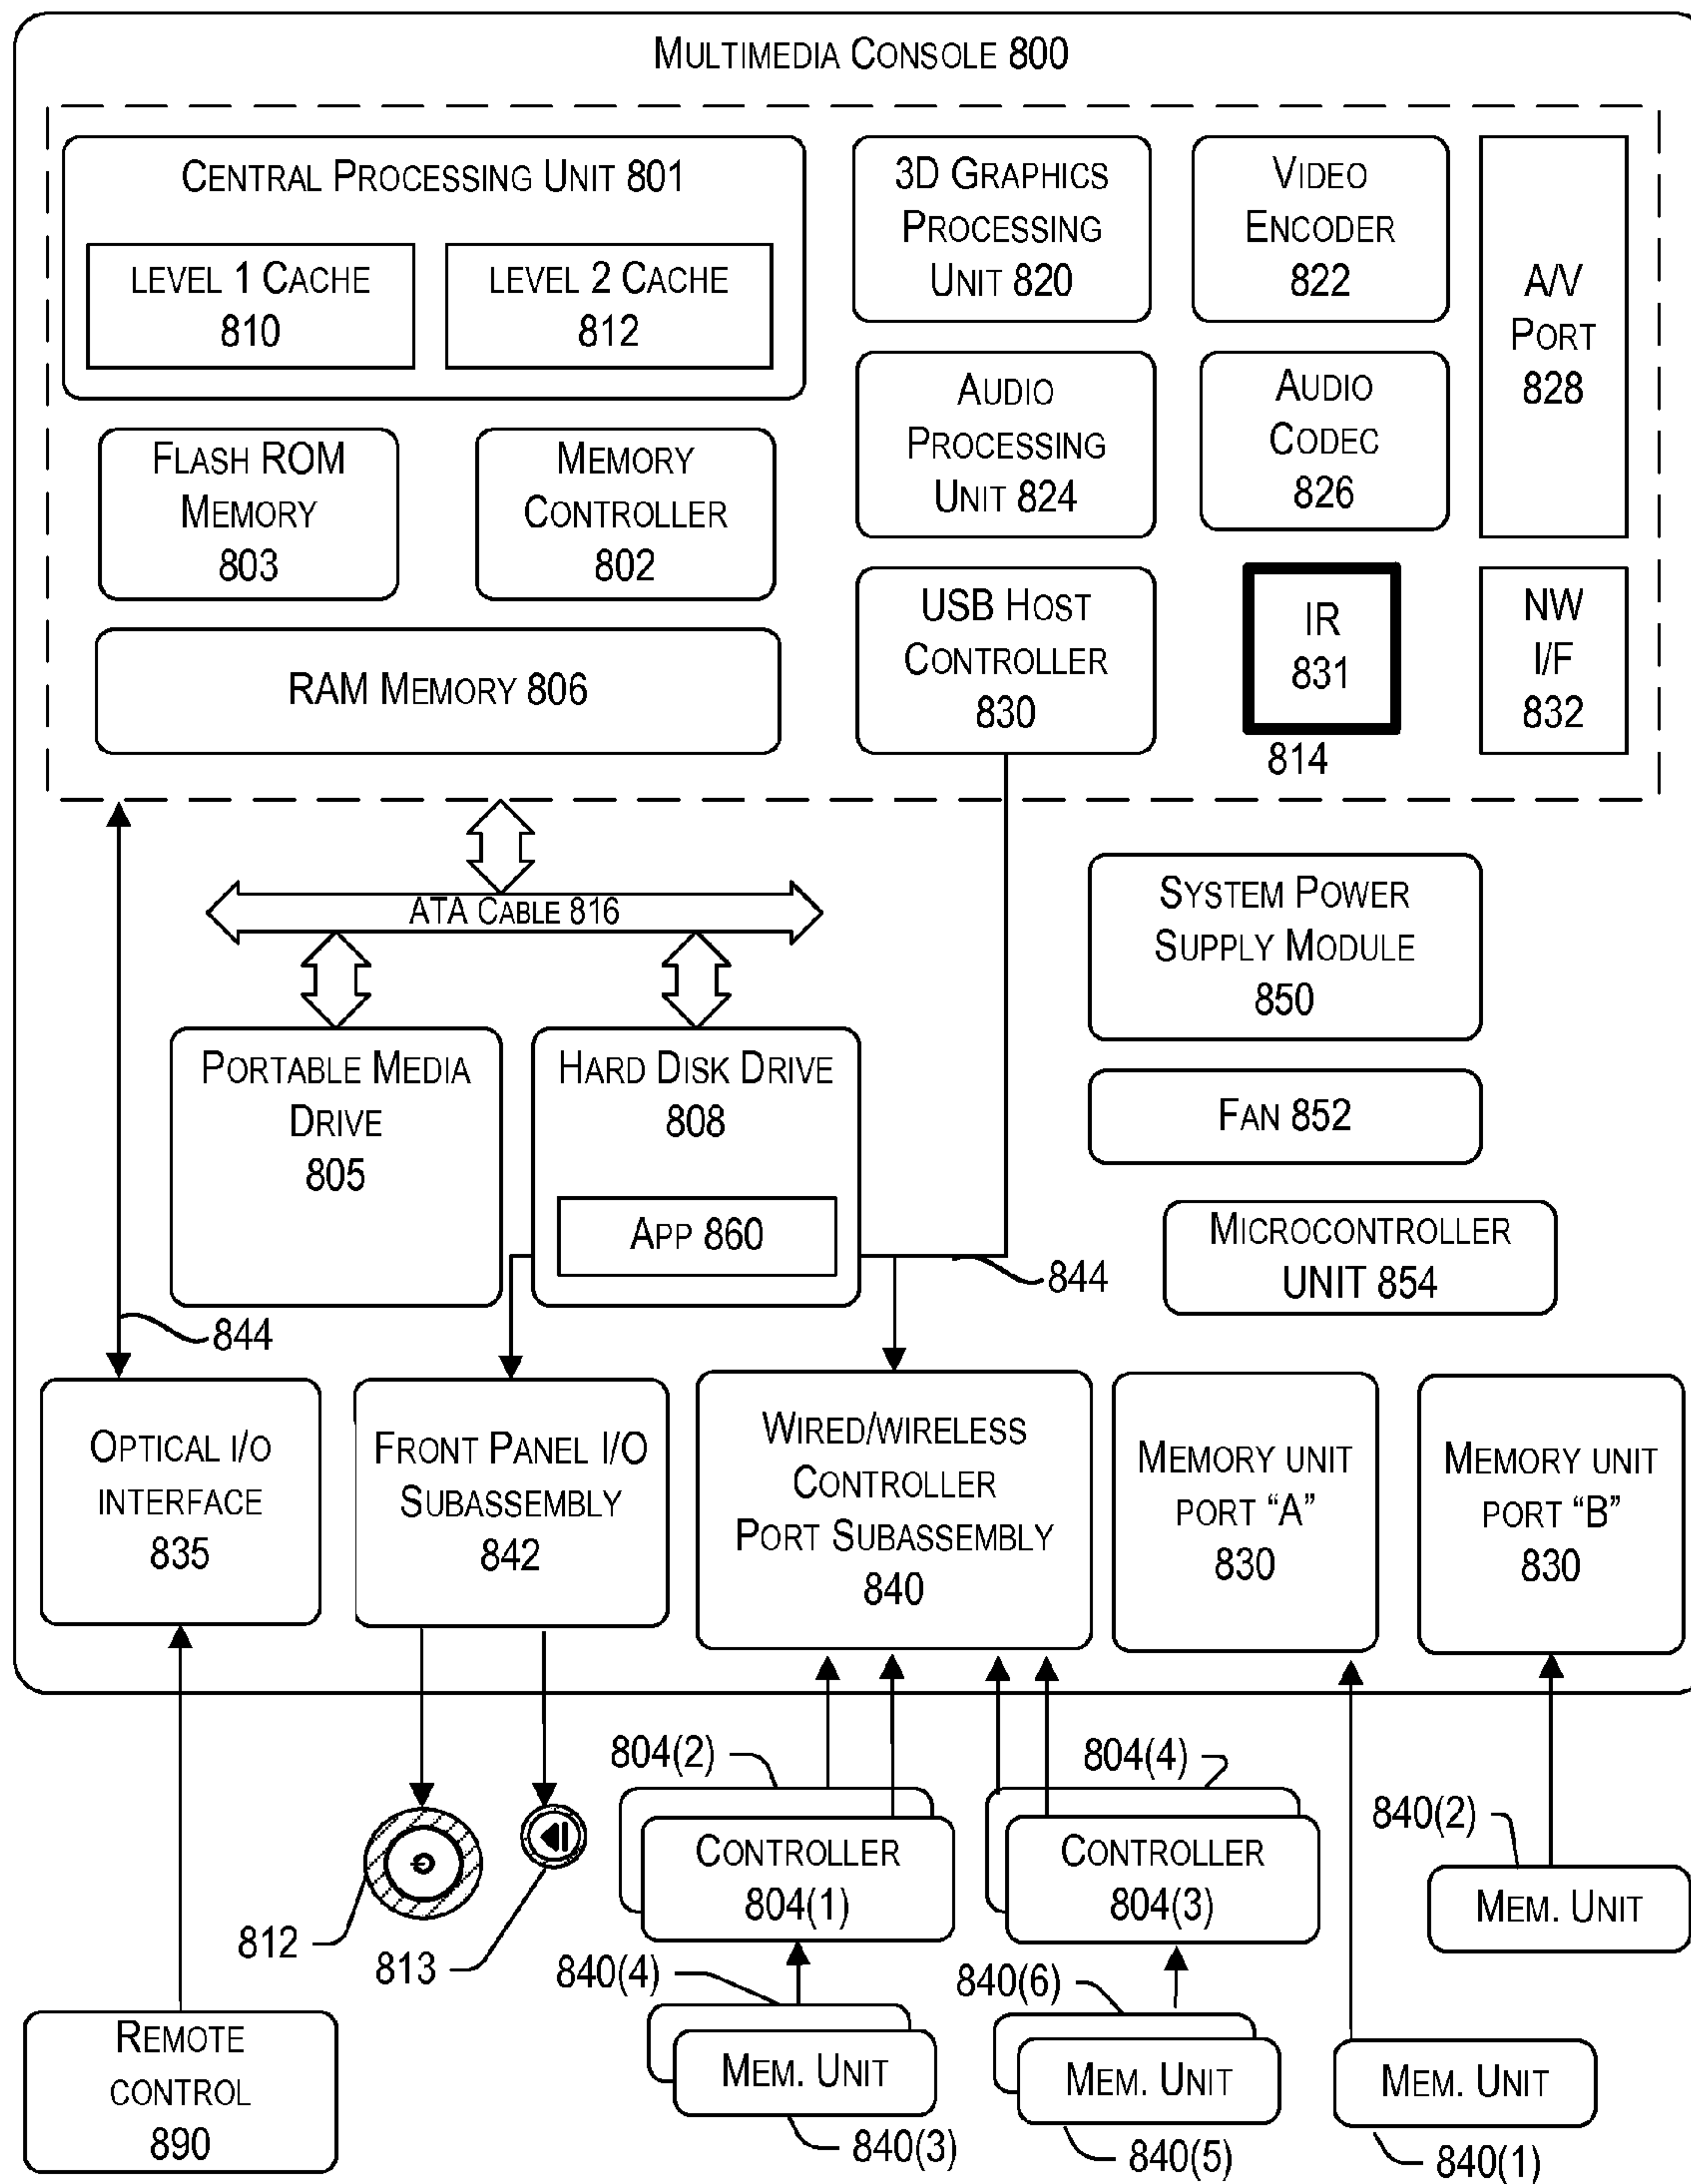 MULTIMEDIA CONSOLE 800
CENTRAL PROCESSING UNIT 801
LEVEL 1 CACHE
810
LEVEL 2 CACHE
812
3D GRAPHICS
PROCESSING
UNIT 820
VIDEO
ENCODER
822
A/V
PORT
828
AUDIO
PROCESSING
UNIT 824
AUDIO
CODEC
826
FLASH ROM
MEMORY
803
MEMORY
CONTROLLER
802
USB HOST
CONTROLLER
830
IR
831
814
NW
I/F
832
RAM MEMORY 806
ATA CABLE 816
SYSTEM POWER
SUPPLY MODULE
850
PORTABLE MEDIA
DRIVE
805
HARD DISK DRIVE
808
APP 860
FAN 852
MICROCONTROLLER
UNIT 854
844
844
OPTICAL I/O
INTERFACE
835
FRONT PANEL I/O
SUBASSEMBLY
842
WIRED/WIRELESS
CONTROLLER
PORT SUBASSEMBLY
840
MEMORY UNIT
PORT “A”
830
MEMORY UNIT
PORT “B”
830
804(2)
804(4)
840(2)
CONTROLLER
804(1)
CONTROLLER
804(3)
MEM. UNIT
812
813
840(4)
840(6)
REMOTE
CONTROL
890
MEM. UNIT
MEM. UNIT
MEM. UNIT
840(3)
840(5)
840(1)